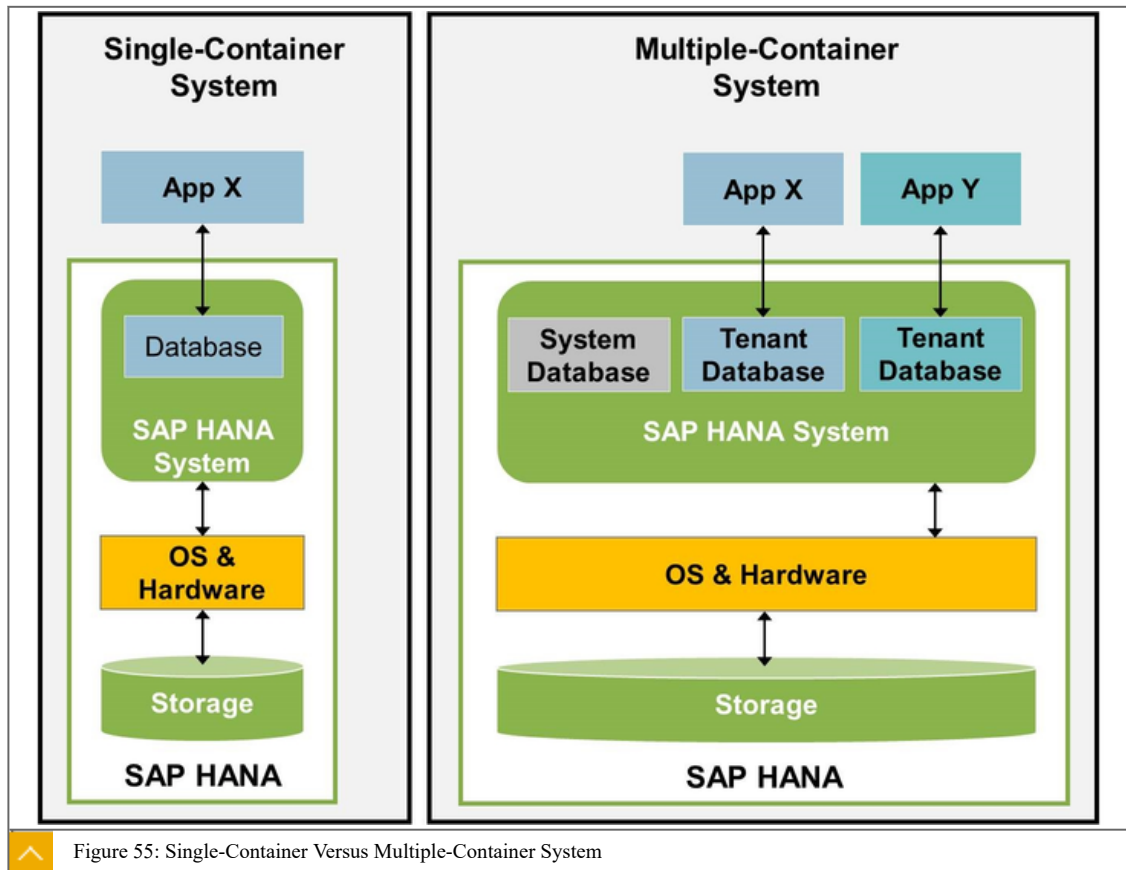 Single-Container
System
App X
Database
SAP HANA
System
OS &
Hardware
Storage
SAP HANA
Multiple-Container
System
App X
App Y
System
Database
Tenant
Database
Tenant
Database
SAP HANA System
OS & Hardware
Storage
SAP HANA
Figure 55: Single-Container Versus Multiple-Container System